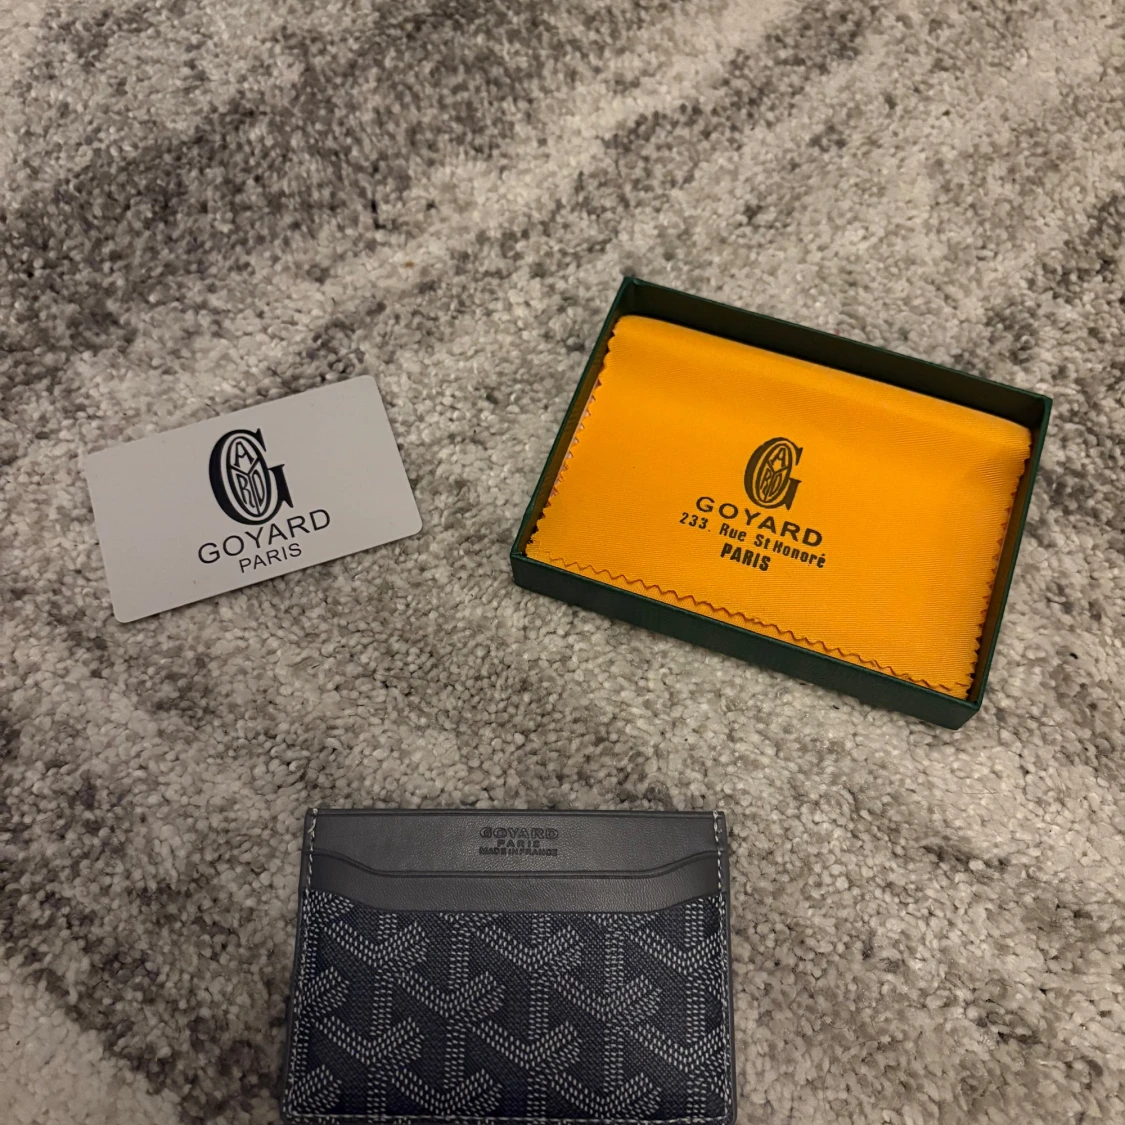 GOYARD
PARIS
GOYARD
233. Rue St Honoré
PARIS
GOYARD
PARIS
MADE IN FRANCE